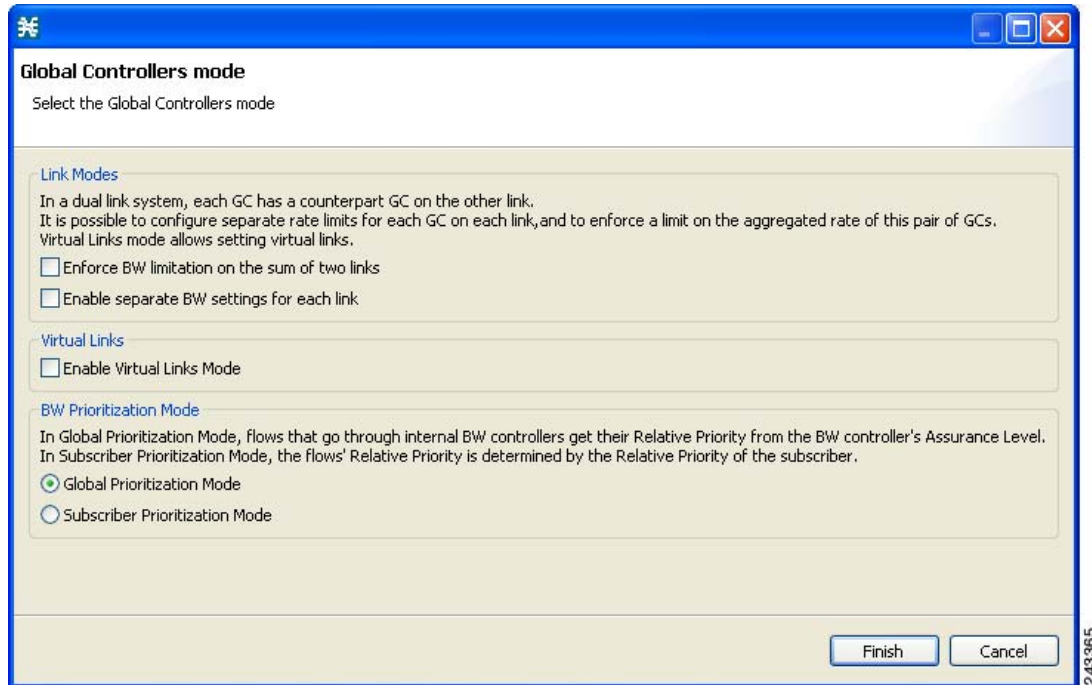 Global Controllers mode
Select the Global Controllers mode
Link Modes
In a dual link system, each GC has a counterpart GC on the other link.
It is possible to configure separate rate limits for each GC on each link,and to enforce a limit on the aggregated rate of this pair of GCs.
Virtual Links mode allows setting virtual links.
Enforce BW limitation on the sum of two links
Enable separate BW settings for each link
Virtual Links
Enable Virtual Links Mode
BW Prioritization Mode
In Global Prioritization Mode, flows that go through internal BW controllers get their Relative Priority from the BW controller's Assurance Level.
In Subscriber Prioritization Mode, the flows' Relative Priority is determined by the Relative Priority of the subscriber.
Global Prioritization Mode
Subscriber Prioritization Mode
Finish
Cancel
243365